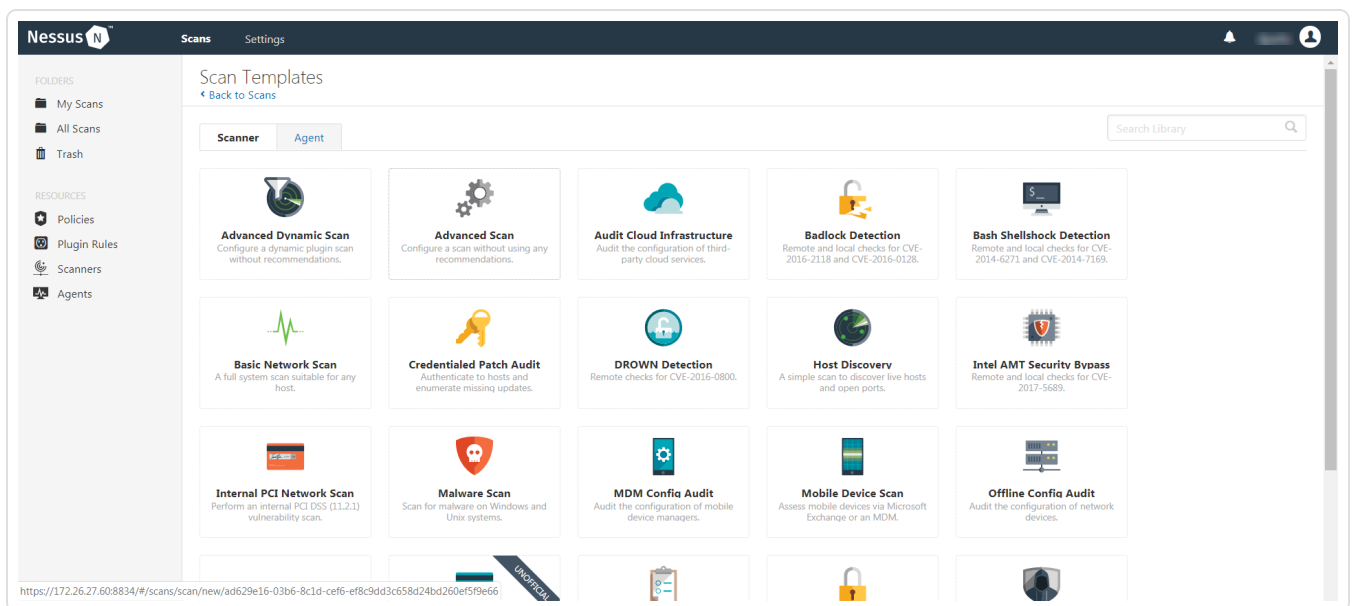 Nessus N ™
Scans Settings
FOLDERS
My Scans
All Scans
Trash
RESOURCES
Policies
Plugin Rules
Scanners
Agents
Scan Templates
Back to Scans
Scanner Agent
Search Library
Advanced Dynamic Scan
Configure a dynamic plugin scan
without recommendations.
Advanced Scan
Configure a scan without using any
recommendations.
Audit Cloud Infrastructure
Audit the configuration of third-
party cloud services.
Badlock Detection
Remote and local checks for CVE-
2016-2118 and CVE-2016-0128.
Bash Shellshock Detection
Remote and local checks for CVE-
2014-6271 and CVE-2014-7169.
Basic Network Scan
A full system scan suitable for any
host.
Credentialed Patch Audit
Authenticate to hosts and
enumerate missing updates.
DROWN Detection
Remote checks for CVE-2016-0800.
Host Discovery
A simple scan to discover live hosts
and open ports.
Intel AMT Security Bypass
Remote and local checks for CVE-
2017-5689.
Internal PCI Network Scan
Perform an internal PCI DSS (11.2.1)
vulnerability scan.
Malware Scan
Scan for malware on Windows and
Unix systems.
MDM Config Audit
Audit the configuration of mobile
device managers.
Mobile Device Scan
Assess mobile devices via Microsoft
Exchange or an MDM.
Offline Config Audit
Audit the configuration of network
devices.
UNOFFICIAL
https://172.26.27.60:8834/#/scans/scan/new/ad629e16-03b6-8c1d-cef6-ef8c9dd3c658d24bd260ef5f9e66